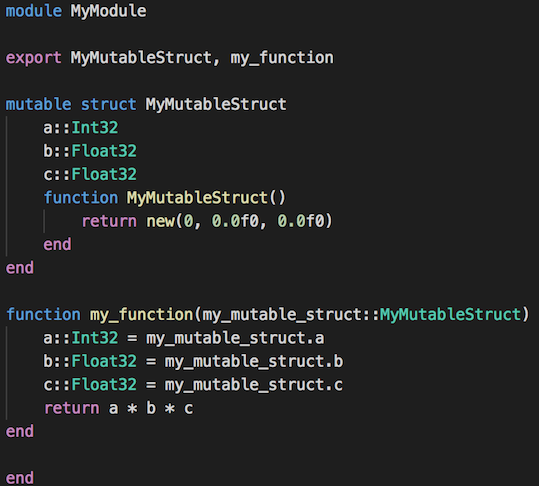 module MyModule
export MyMutableStruct, my_function
mutable struct MyMutableStruct
a::Int32
b::Float32
c::Float32
function MyMutableStruct()
return new(0, 0.0f0, 0.0f0)
end
end
function my_function(my_mutable_struct::MyMutableStruct)
a::Int32 = my_mutable_struct.a
b::Float32 = my_mutable_struct.b
c::Float32 = my_mutable_struct.c
return a * b * c
end
end